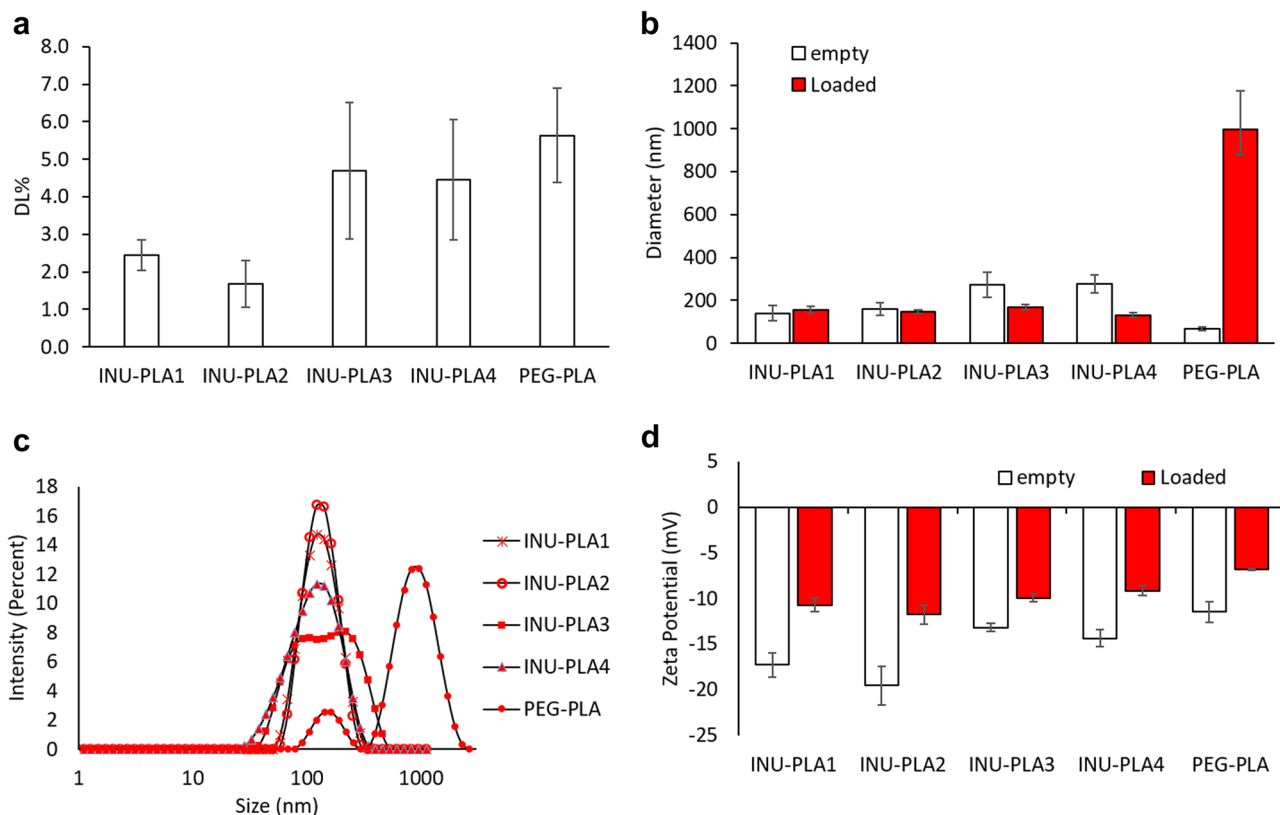 a
8.0
7.0
6.0
5.0
4.0
3.0
2.0
1.0
0.0
DL%
INU-PLA1 INU-PLA2 INU-PLA3 INU-PLA4 PEG-PLA
b
1400
1200
1000
800
600
400
200
0
Diameter (nm)
empty
Loaded
INU-PLA1 INU-PLA2 INU-PLA3 INU-PLA4 PEG-PLA
c
18
16
14
12
10
8
6
4
2
0
Intensity (Percent)
1 10 100 1000
Size (nm)
INU-PLA1
INU-PLA2
INU-PLA3
INU-PLA4
PEG-PLA
d
5
0
-5
-10
-15
-20
-25
Zeta Potential (mV)
empty Loaded
INU-PLA1 INU-PLA2 INU-PLA3 INU-PLA4 PEG-PLA